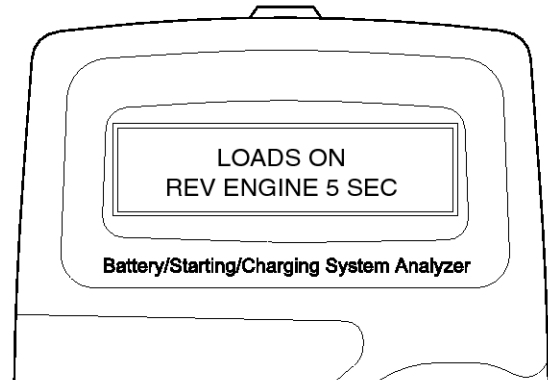 LOADS ON
REV ENGINE 5 SEC
Battery/Starting/Charging System Analyzer